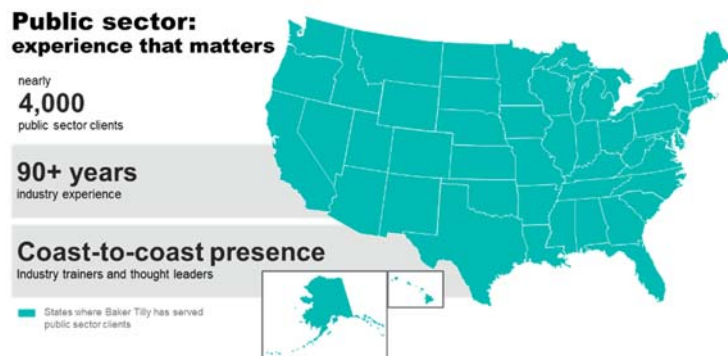 Public sector:
experience that matters
nearly
4,000
public sector clients
90+ years
industry experience
Coast-to-coast presence
Industry trainers and thought leaders
States where Baker Tilly has served
public sector clients